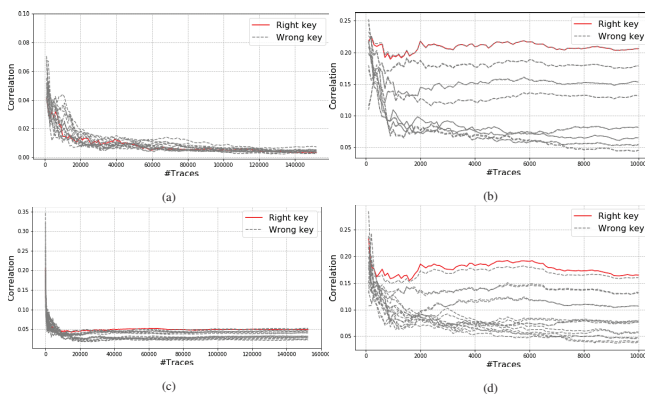 0.10
0.08
0.06
0.04
0.02
0.00
Correlation
Right key
Wrong key
0 20000 40000 60000 80000 100000 120000 140000
#Traces
(a)
0.25
0.20
0.15
0.10
0.05
Correlation
Right key
Wrong key
0 2000 4000 6000 8000 10000
#Traces
(b)
0.35
0.30
0.25
0.20
0.15
0.10
0.05
Correlation
Right key
Wrong key
0 20000 40000 60000 80000 100000 120000 140000 160000
#Traces
(c)
0.25
0.20
0.15
0.10
0.05
Correlation
Right key
Wrong key
0 2000 4000 6000 8000 10000
#Traces
(d)